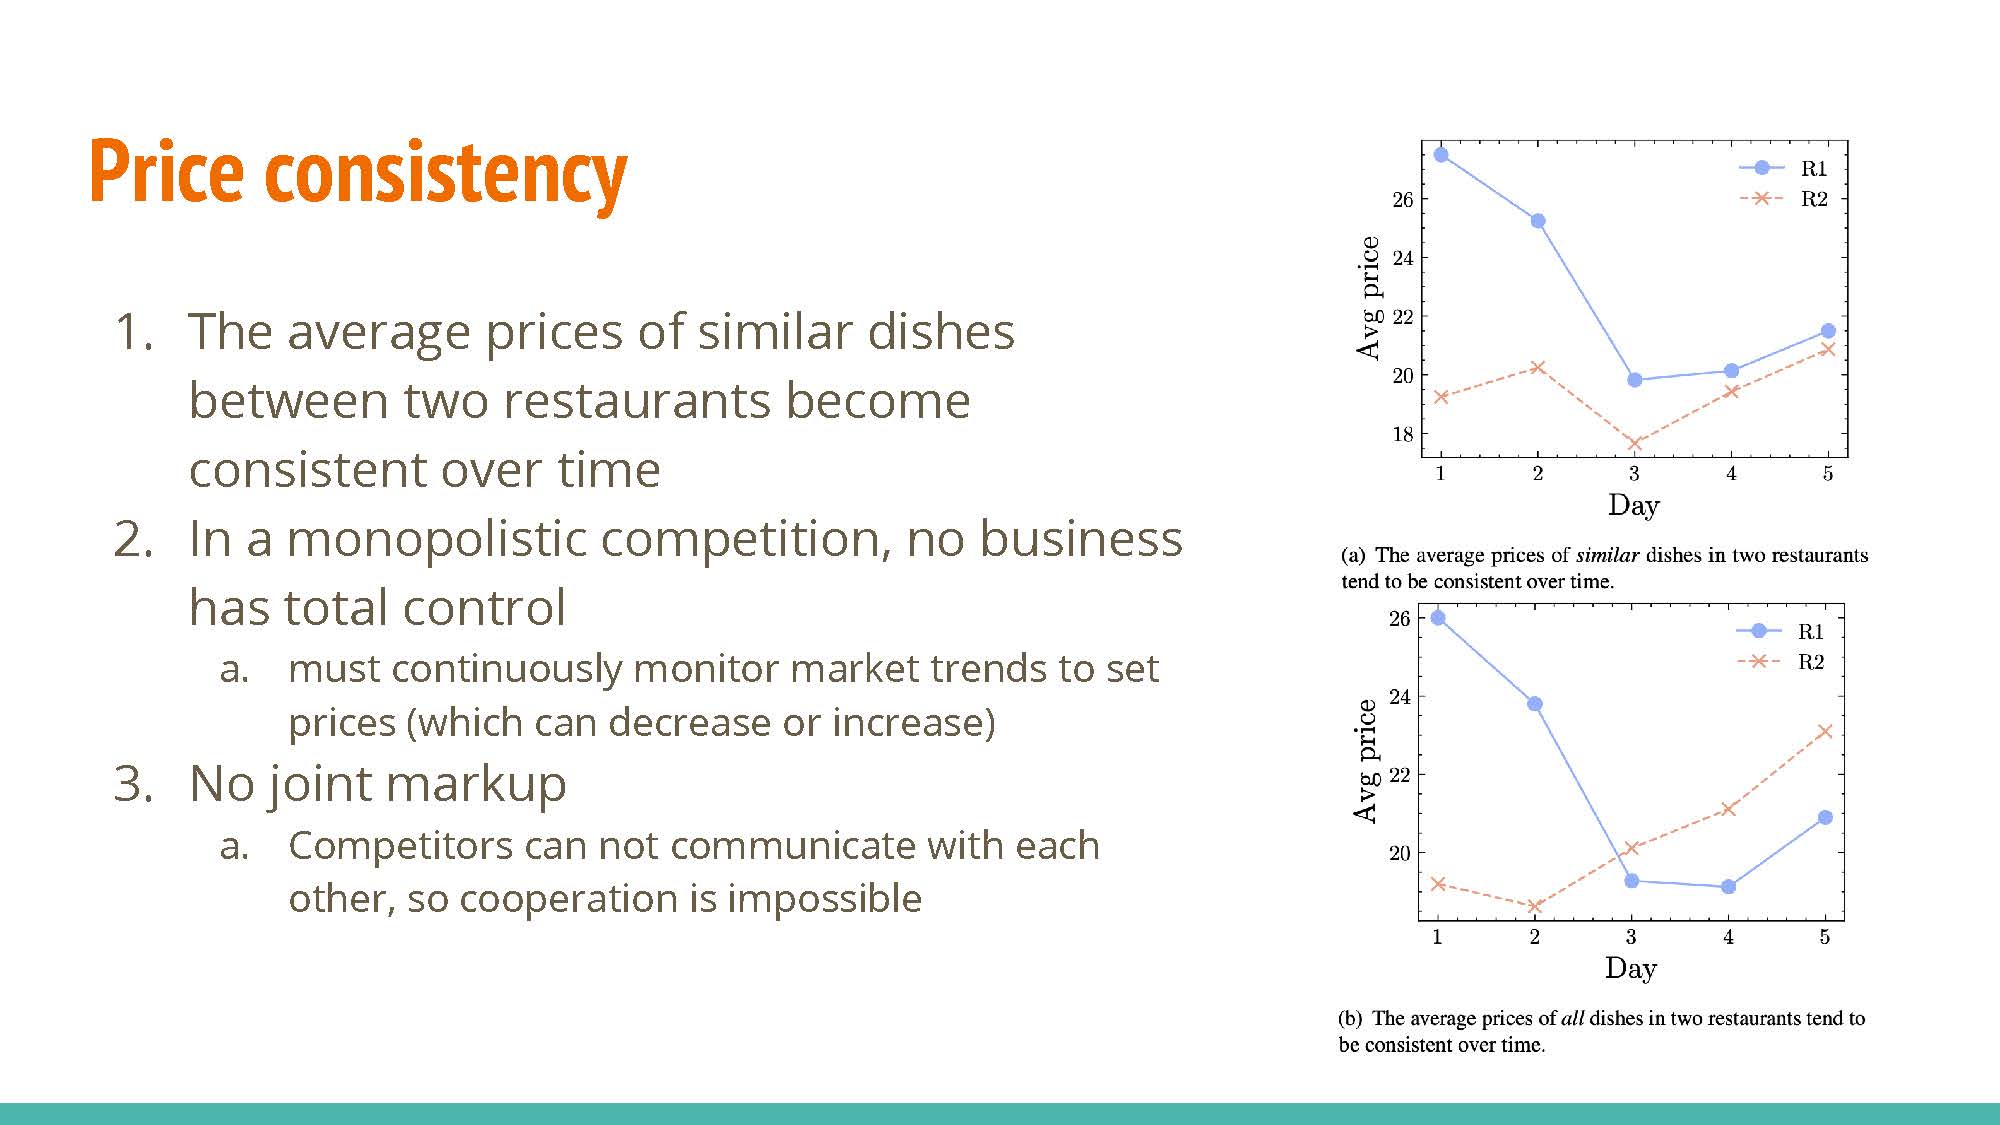 Price consistency
1. The average prices of similar dishes
between two restaurants become
consistent over time
2. In a monopolistic competition, no business
has total control
a. must continuously monitor market trends to set
prices (which can decrease or increase)
3. No joint markup
a. Competitors can not communicate with each
other, so cooperation is impossible
R1
R2
26
24
22
20
18
Avg price
1 2 3 4 5
Day
(a) The average prices of similar dishes in two restaurants
tend to be consistent over time.
R1
R2
26
24
22
20
Avg price
1 2 3 4 5
Day
(b) The average prices of all dishes in two restaurants tend to
be consistent over time.